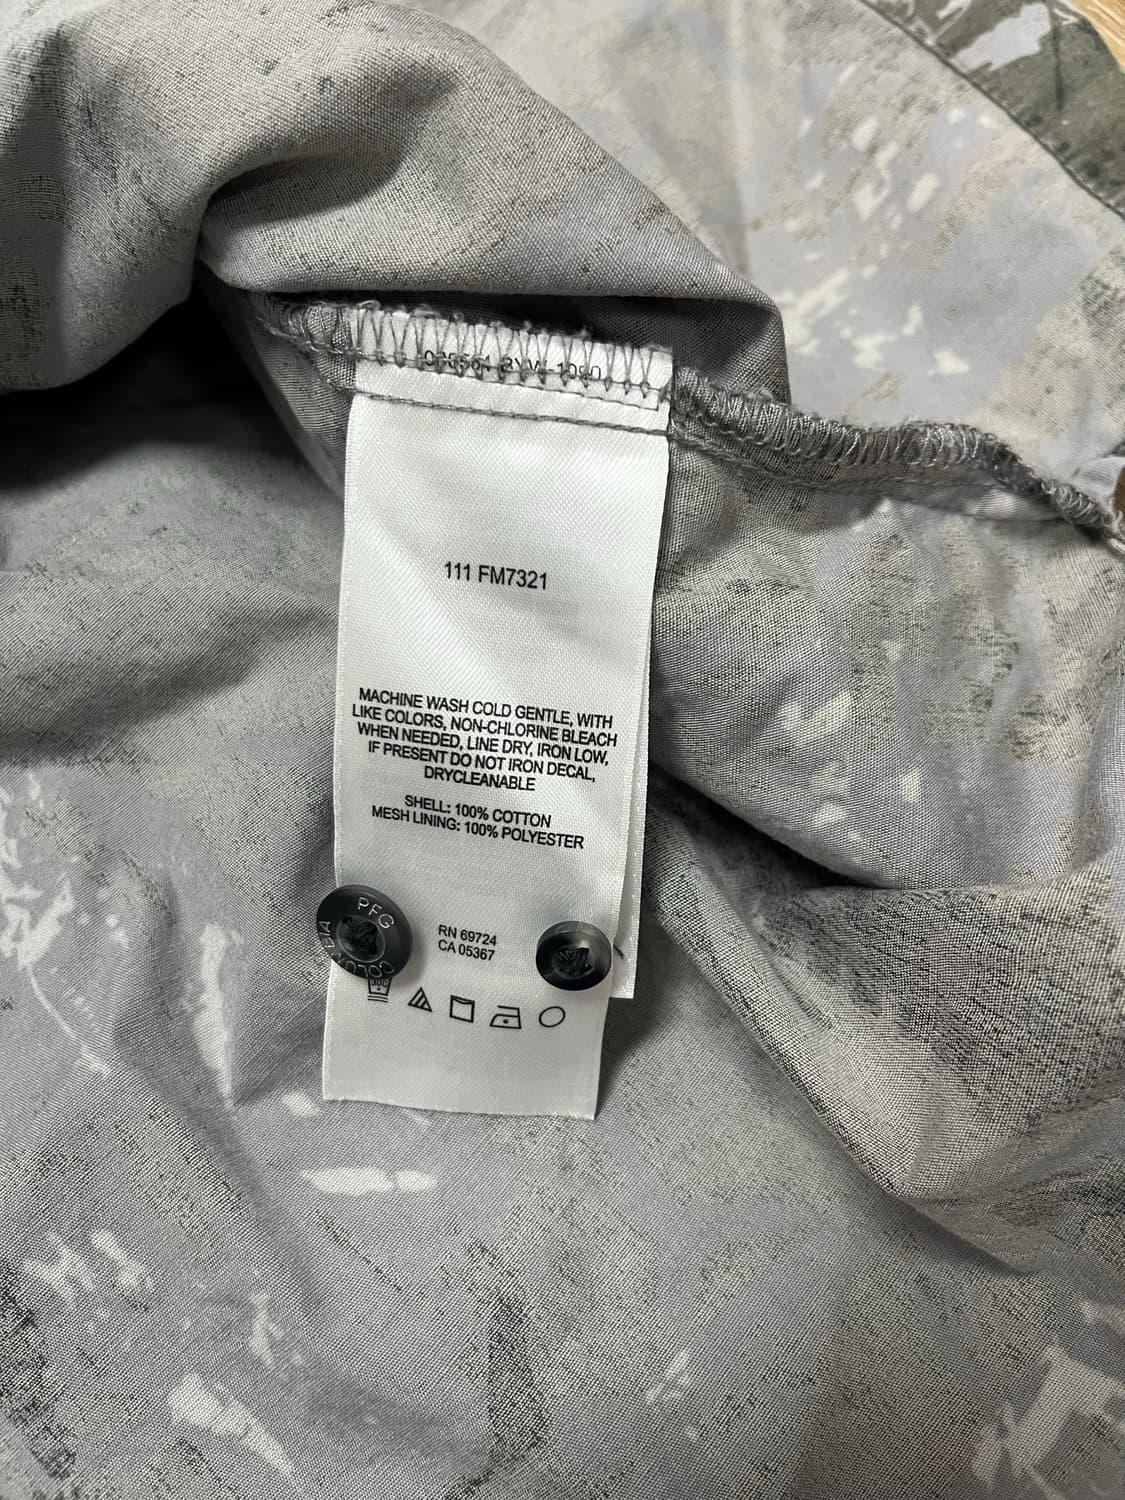 111 FM7321
MACHINE WASH COLD GENTLE, WITH
LIKE COLORS, NON-CHLORINE BLEACH
WHEN NEEDED, LINE DRY, IRON LOW,
IF PRESENT DO NOT IRON DECAL,
DRYCLEANABLE
SHELL: 100% COTTON
MESH LINING: 100% POLYESTER
PFG
RN 69724
CA 05367
30C